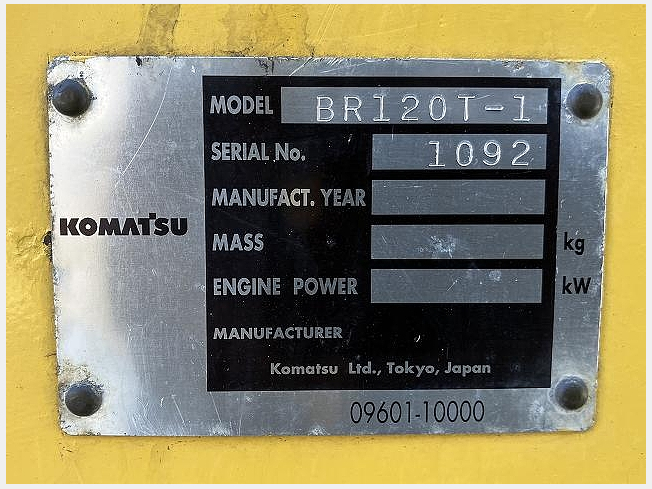 MODEL BR120T-1
SERIAL No. 1092
MANUFACT. YEAR
KOMATSU
MASS kg
ENGINE POWER kW
MANUFACTURER
Komatsu Ltd., Tokyo, Japan
09601-10000